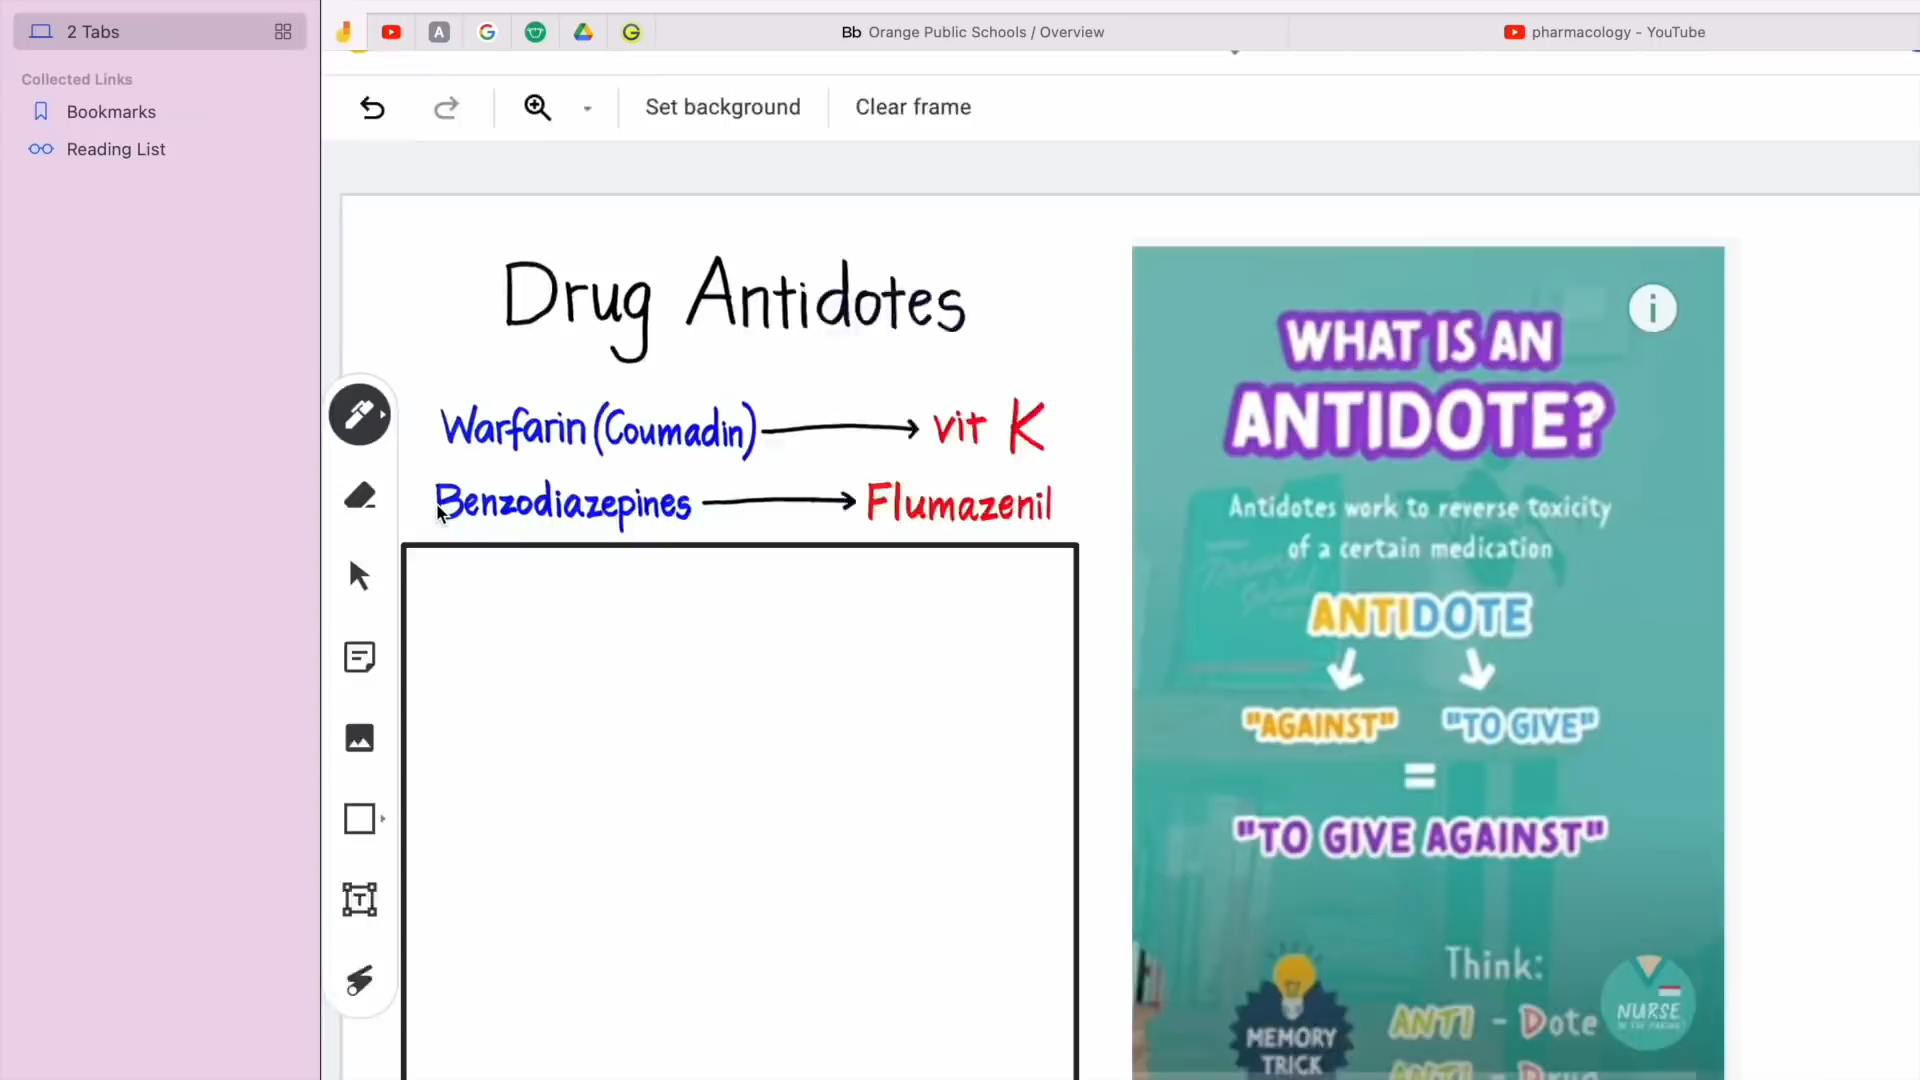 2 Tabs
Collected Links
Bookmarks
Reading List
A
Bb Orange Public Schools / Overview
pharmacology - YouTube
Set background
Clear frame
Drug Antidotes
Warfarin (Coumadin) → vit K
Benzodiazepines → Flumazenil
i
WHAT IS AN
ANTIDOTE?
Antidotes work to reverse toxicity
of a certain medication
ANTIDOTE
"AGAINST" "TO GIVE"
=
"TO GIVE AGAINST"
Think:
ANTI - Dote
ANTI - Drug
MEMORY
TRICK
NURSE